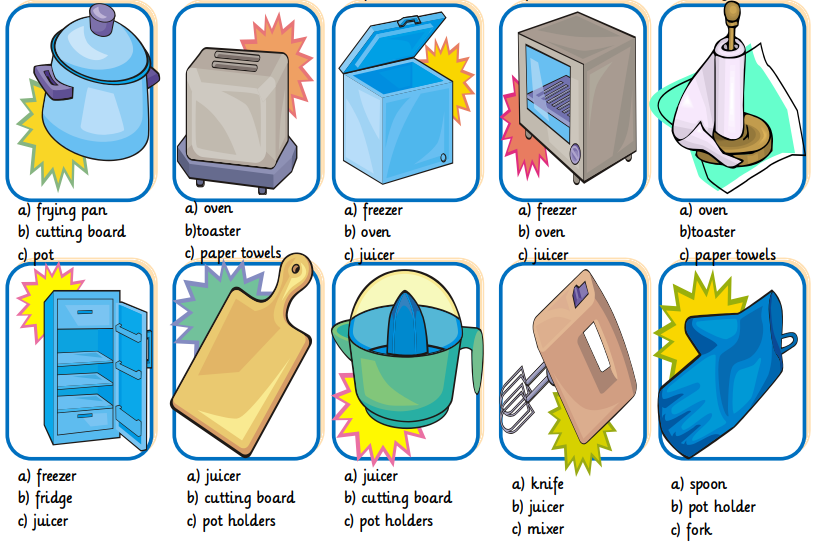 a) frying pan
b) cutting board
c) pot
a) oven
b)toaster
c) paper towels
a) freezer
b) oven
c) juicer
a) freezer
b) oven
c) juicer
a) oven
b)toaster
c) paper towels
a) freezer
b) fridge
c) juicer
a) juicer
b) cutting board
c) pot holders
a) juicer
b) cutting board
c) pot holders
a) knife
b) juicer
c) mixer
a) spoon
b) pot holder
c) fork